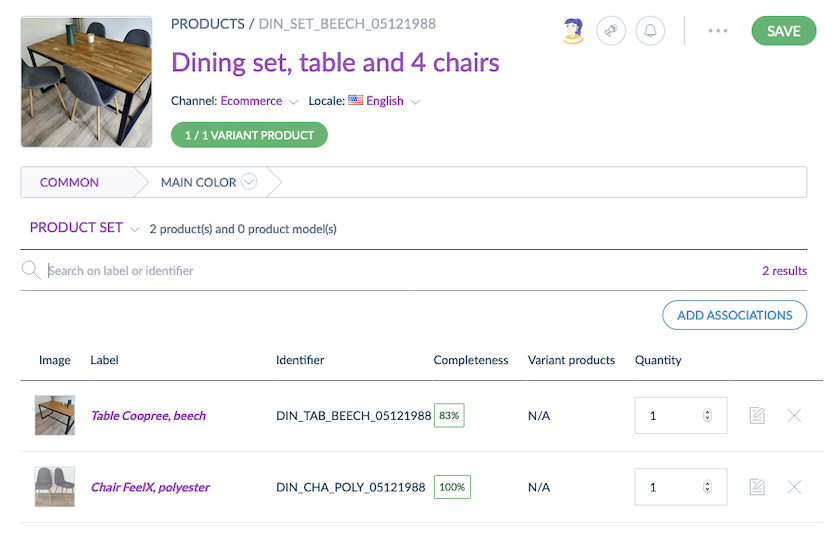 PRODUCTS / DIN_SET_BEECH_05121988
SAVE
Dining set, table and 4 chairs
Channel: Ecommerce Locale: English
1 / 1 VARIANT PRODUCT
COMMON MAIN COLOR
PRODUCT SET 2 product(s) and 0 product model(s)
Search on label or identifier 2 results
ADD ASSOCIATIONS
Image Label Identifier Completeness Variant products Quantity
Table Coopree, beech DIN_TAB_BEECH_05121988 83% N/A 1
Chair FeelX, polyester DIN_CHA_POLY_05121988 100% N/A 1